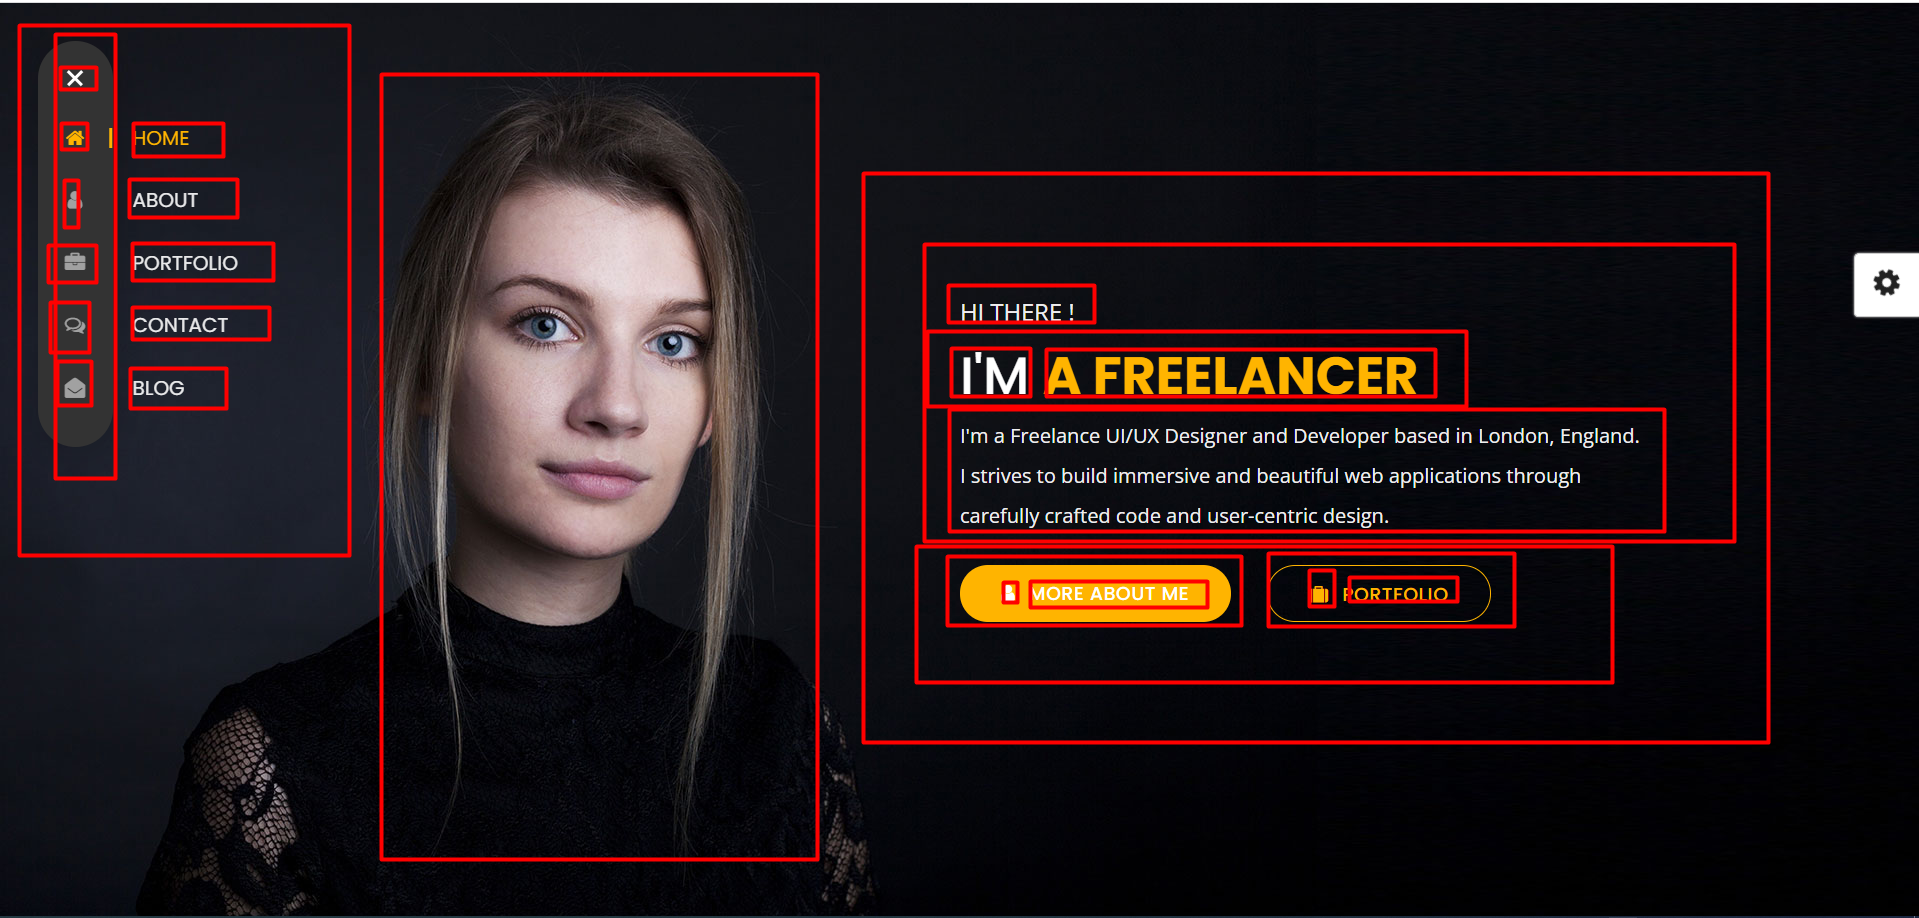 HOME
ABOUT
PORTFOLIO
CONTACT
BLOG
HI THERE !
I'M A FREELANCER
I'm a Freelance UI/UX Designer and Developer based in London, England.
I strives to build immersive and beautiful web applications through
carefully crafted code and user-centric design.
MORE ABOUT ME
PORTFOLIO